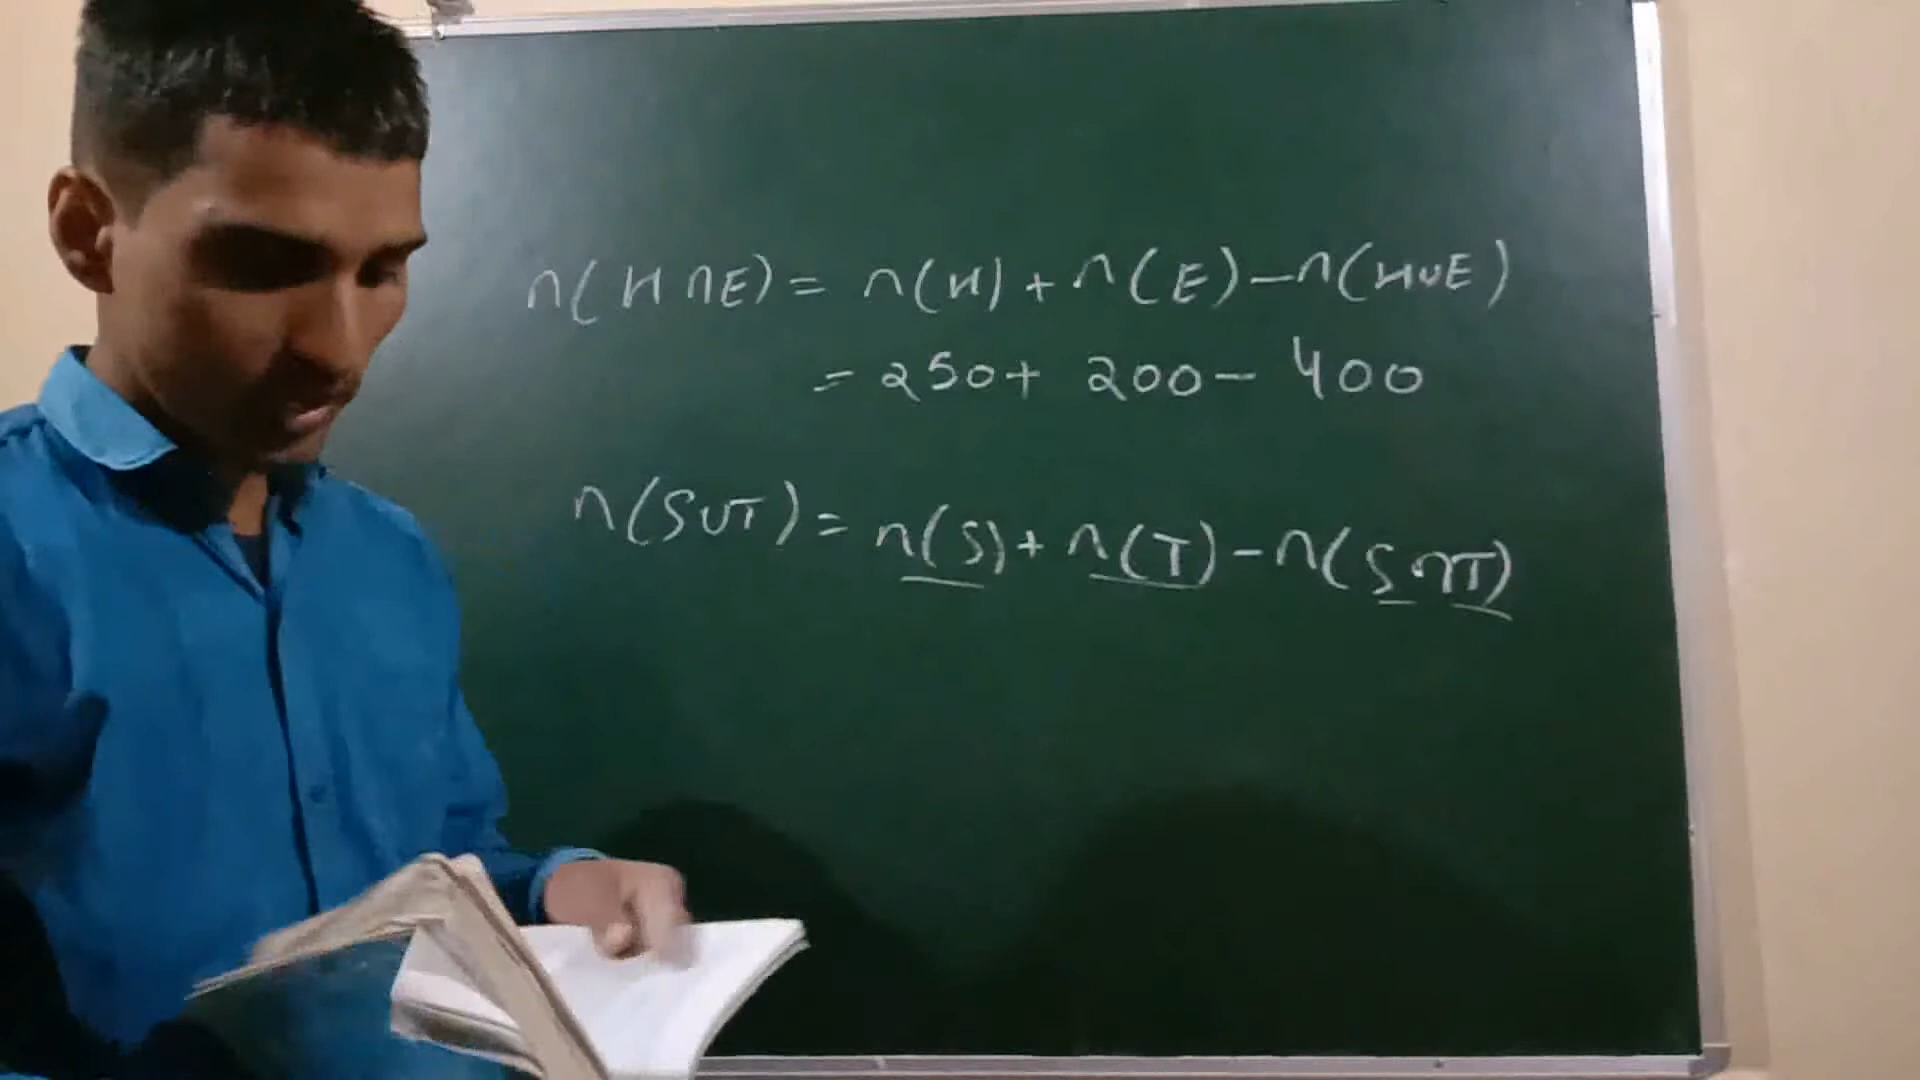 n(H∩E) = n(H) + n(E) - n(H∪E)
= 250 + 200 - 400
n(S∪T) = n(S) + n(T) - n(S∩T)